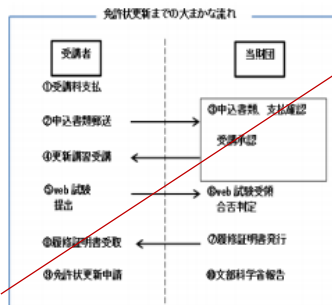 免許状更新までの大まかな流れ
受講者
当財団
①受講料支払
②申込書類郵送
③申込書類、支払確認
受講承認
④更新講習受講
⑤web 試験
提出
⑥web 試験受領
合否判定
⑧履修証明書受取
⑦履修証明書発行
⑨免許状更新申請
⑩文部科学省報告